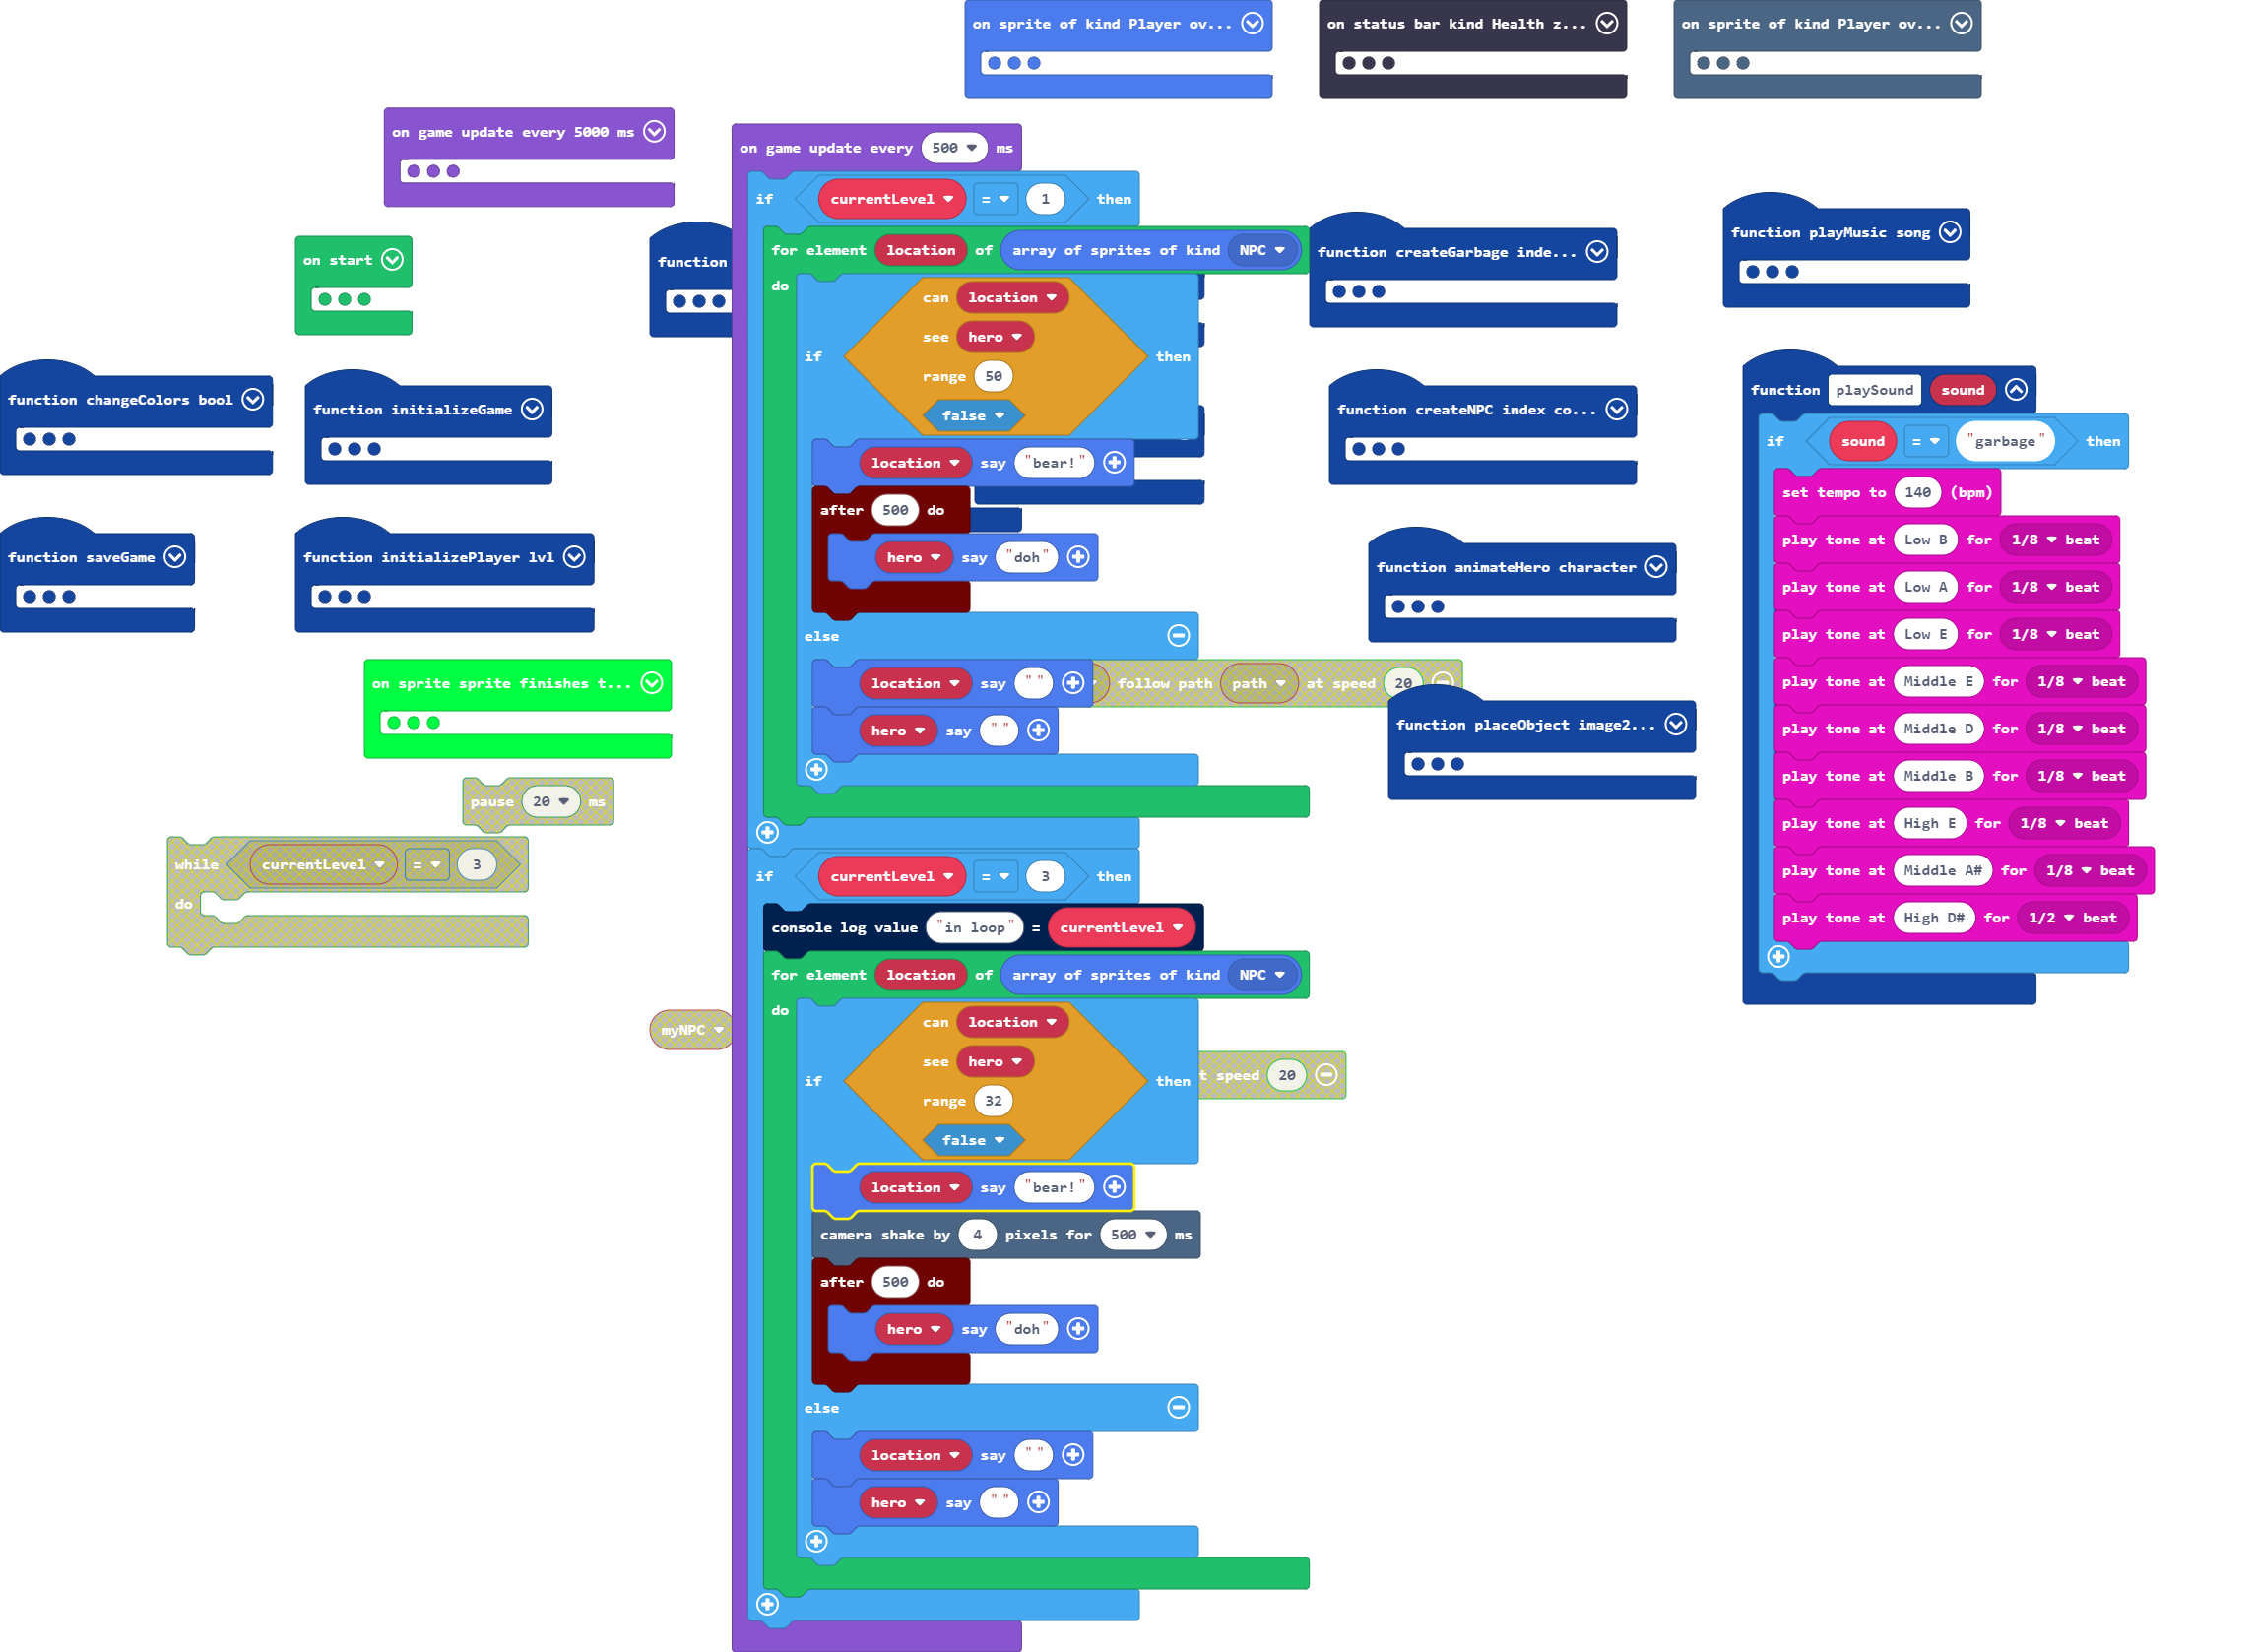 on sprite of kind Player ov...
on status bar kind Health z...
on sprite of kind Player ov...
on game update every 5000 ms
on start
function
function changeColors bool
function initializeGame
function saveGame
function initializePlayer lvl
on sprite sprite finishes t...
pause 20 ms
while currentLevel = 3
do
myNPC
on game update every 500 ms
if currentLevel = 1 then
for element location of array of sprites of kind NPC
do
if can location see hero range 50 false then
location say "bear!"
after 500 do
hero say "doh"
else
location say " "
hero say " "
if currentLevel = 3 then
console log value "in loop" = currentLevel
for element location of array of sprites of kind NPC
do
if can location see hero range 32 false then
location say "bear!"
camera shake by 4 pixels for 500 ms
after 500 do
hero say "doh"
else
location say " "
hero say " "
follow path path at speed 20
t speed 20
function createGarbage inde...
function createNPC index co...
function animateHero character
function placeObject image2...
function playMusic song
function playSound sound
if sound = "garbage" then
set tempo to 140 (bpm)
play tone at Low B for 1/8 beat
play tone at Low A for 1/8 beat
play tone at Low E for 1/8 beat
play tone at Middle E for 1/8 beat
play tone at Middle D for 1/8 beat
play tone at Middle B for 1/8 beat
play tone at High E for 1/8 beat
play tone at Middle A# for 1/8 beat
play tone at High D# for 1/2 beat